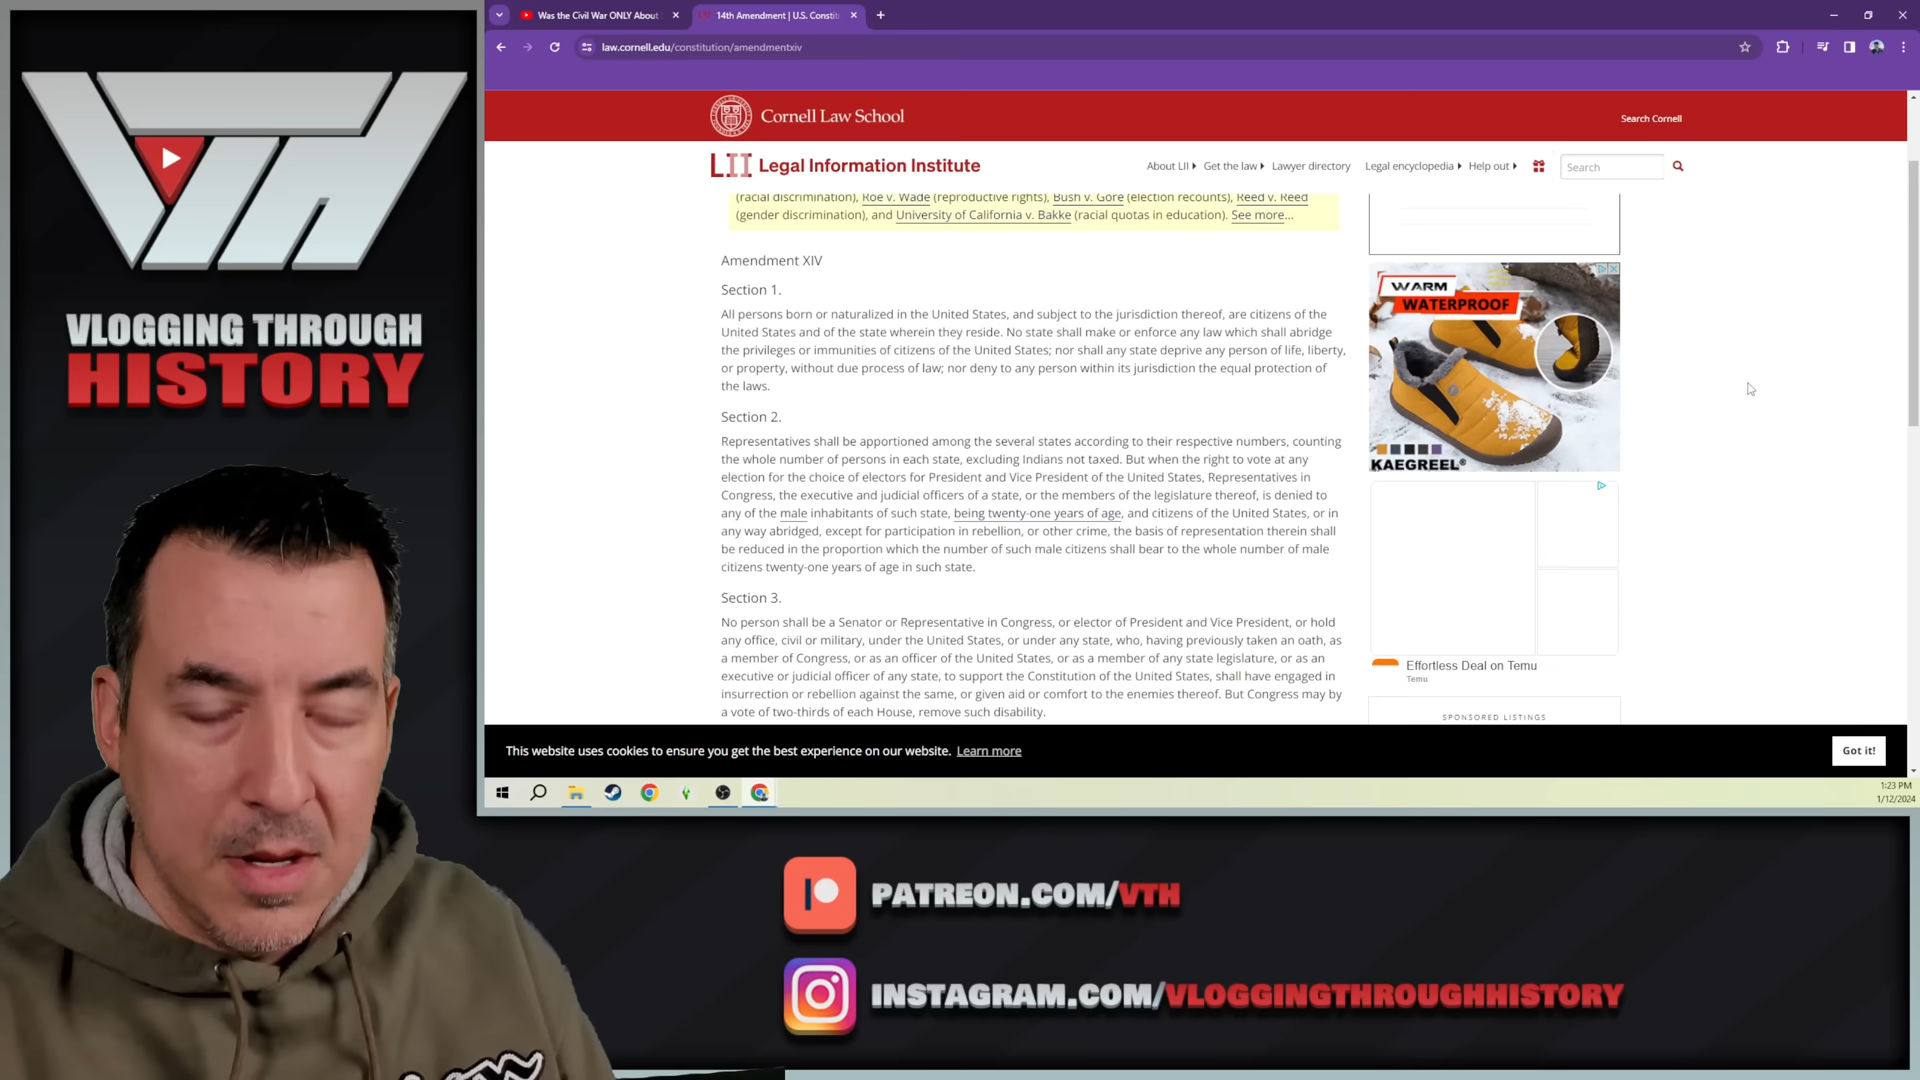 Was the Civil War ONLY About
14th Amendment | U.S. Constit
law.cornell.edu/constitution/amendmentxiv
Cornell Law School
Search Cornell
LII Legal Information Institute
About LII
Get the law
Lawyer directory
Legal encyclopedia
Help out
Search
(racial discrimination), Roe v. Wade (reproductive rights), Bush v. Gore (election recounts), Reed v. Reed
(gender discrimination), and University of California v. Bakke (racial quotas in education). See more...
Amendment XIV
Section 1.
All persons born or naturalized in the United States, and subject to the jurisdiction thereof, are citizens of the
United States and of the state wherein they reside. No state shall make or enforce any law which shall abridge
the privileges or immunities of citizens of the United States; nor shall any state deprive any person of life, liberty,
or property, without due process of law; nor deny to any person within its jurisdiction the equal protection of
the laws.
Section 2.
Representatives shall be apportioned among the several states according to their respective numbers, counting
the whole number of persons in each state, excluding Indians not taxed. But when the right to vote at any
election for the choice of electors for President and Vice President of the United States, Representatives in
Congress, the executive and judicial officers of a state, or the members of the legislature thereof, is denied to
any of the male inhabitants of such state, being twenty-one years of age, and citizens of the United States, or in
any way abridged, except for participation in rebellion, or other crime, the basis of representation therein shall
be reduced in the proportion which the number of such male citizens shall bear to the whole number of male
citizens twenty-one years of age in such state.
Section 3.
No person shall be a Senator or Representative in Congress, or elector of President and Vice President, or hold
any office, civil or military, under the United States, or under any state, who, having previously taken an oath, as
a member of Congress, or as an officer of the United States, or as a member of any state legislature, or as an
executive or judicial officer of any state, to support the Constitution of the United States, shall have engaged in
insurrection or rebellion against the same, or given aid or comfort to the enemies thereof. But Congress may by
a vote of two-thirds of each House, remove such disability.
WARM
WATERPROOF
KAEGREEL®
Effortless Deal on Temu
Temu
SPONSORED LISTINGS
This website uses cookies to ensure you get the best experience on our website. Learn more
Got it!
1:23 PM
1/12/2024
VTH
VLOGGING THROUGH
HISTORY
PATREON.COM/VTH
INSTAGRAM.COM/VLOGGINGTHROUGHHISTORY